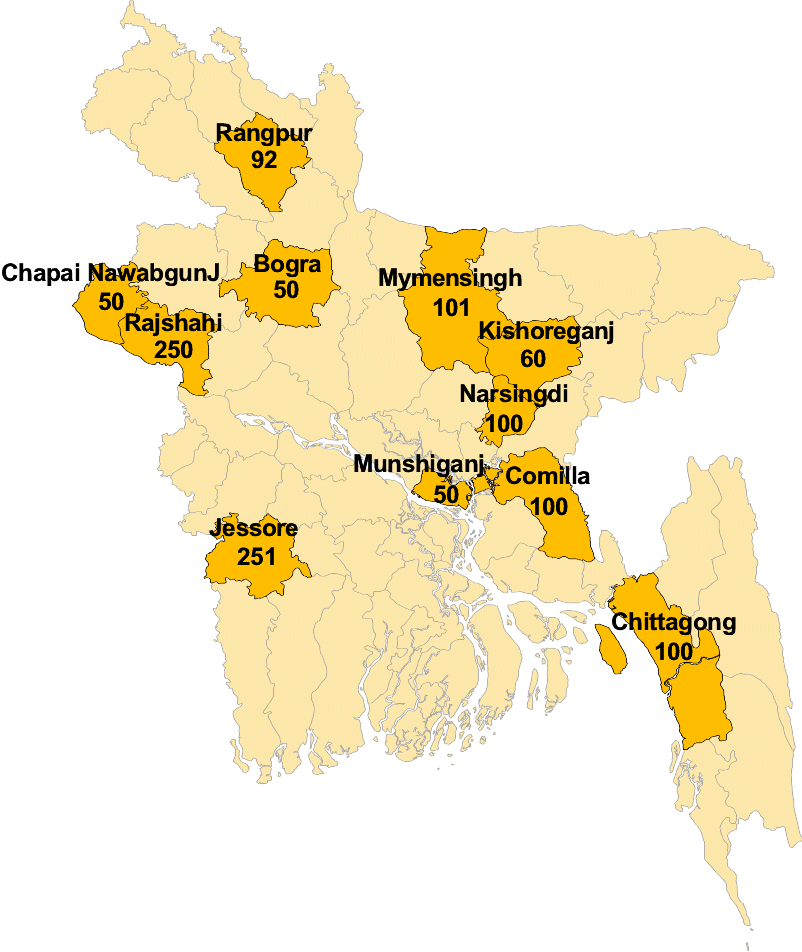 Rangpur
92
Bogra
50
Chapai NawabgunJ
50
Rajshahi
250
Mymensingh
101
Kishoreganj
60
Narsingdi
100
Munshiganj
50
Comilla
100
Jessore
251
Chittagong
100